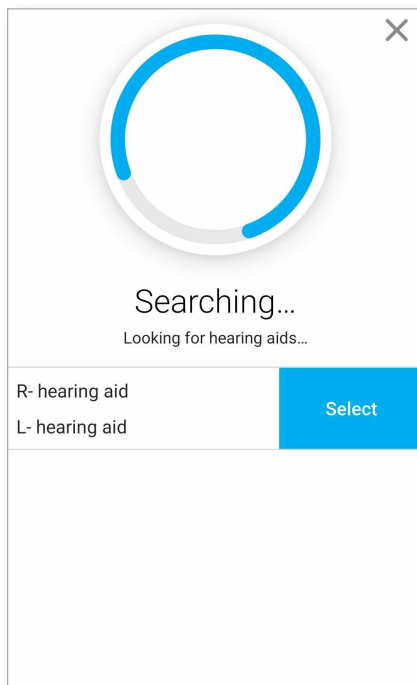 Searching...
Looking for hearing aids...
R- hearing aid
L- hearing aid
Select